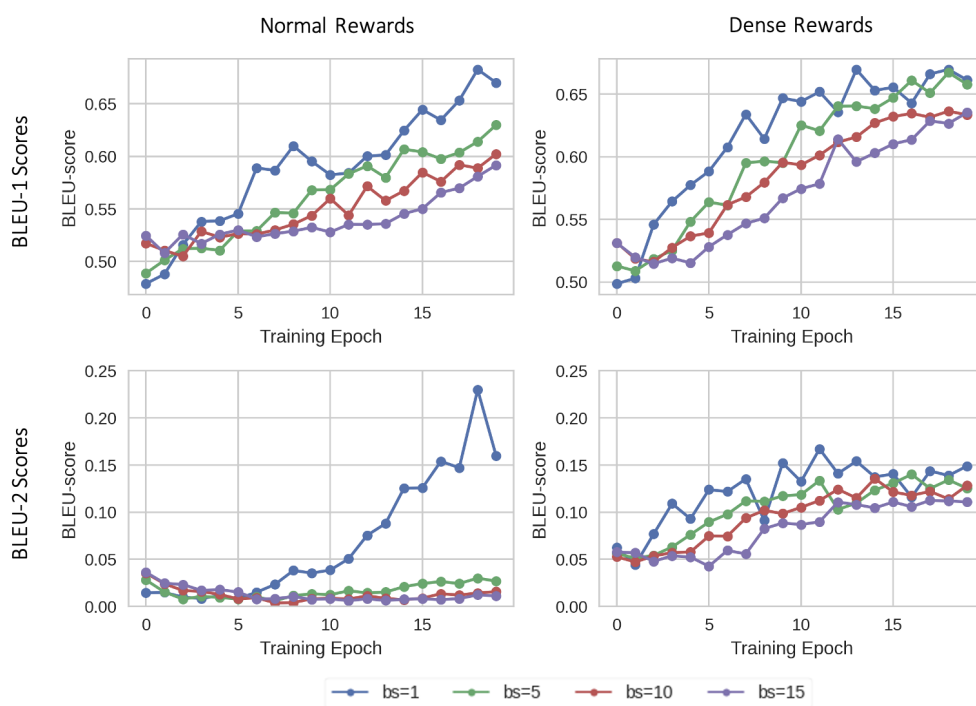 Normal Rewards
Dense Rewards
BLEU-1 Scores
BLEU-score
0.65
0.60
0.55
0.50
0 5 10 15
Training Epoch
BLEU-score
0.65
0.60
0.55
0.50
0 5 10 15
Training Epoch
BLEU-2 Scores
BLEU-score
0.25
0.20
0.15
0.10
0.05
0.00
0 5 10 15
Training Epoch
BLEU-score
0.25
0.20
0.15
0.10
0.05
0.00
0 5 10 15
Training Epoch
bs=1 bs=5 bs=10 bs=15